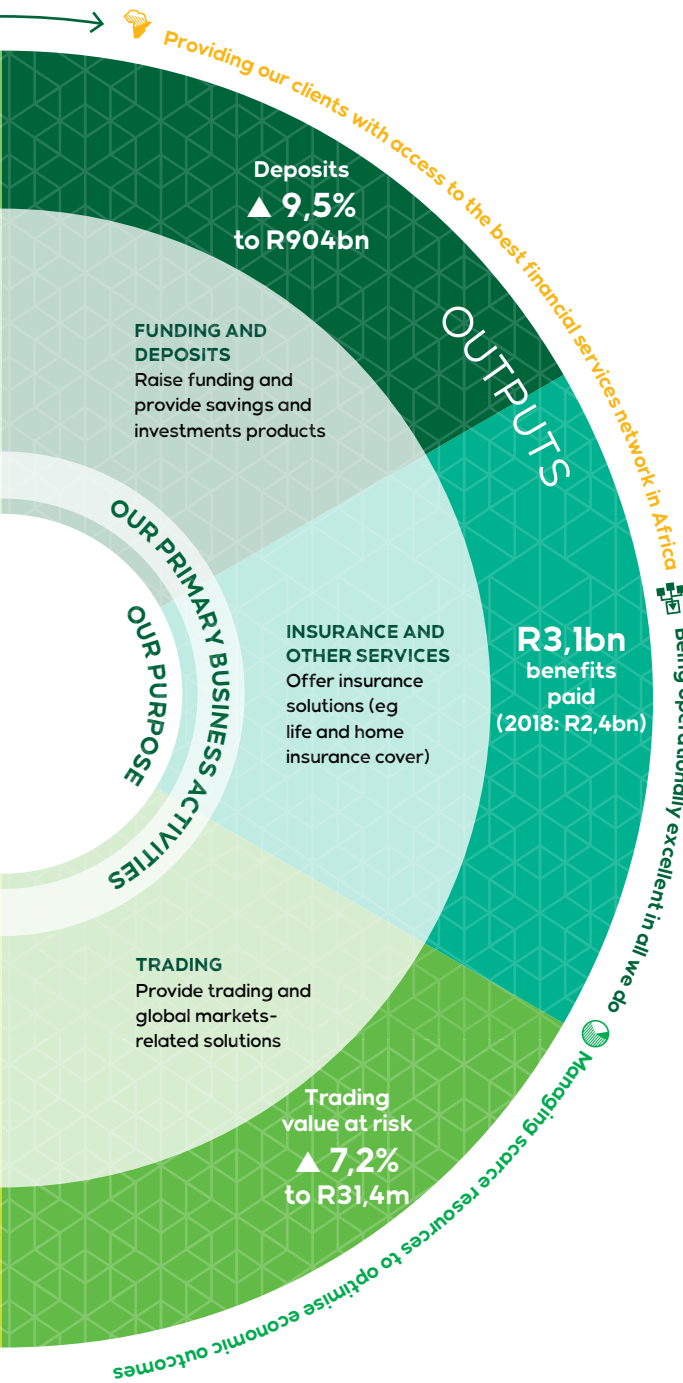 Providing our clients with access to the best financial services network in Africa
Deposits
▲ 9,5%
to R904bn
OUTPUTS
FUNDING AND
DEPOSITS
Raise funding and
provide savings and
investments products
OUR PRIMARY BUSINESS ACTIVITIES
OUR PURPOSE
INSURANCE AND
OTHER SERVICES
Offer insurance
solutions (eg
life and home
insurance cover)
R3,1bn
benefits
paid
(2018: R2,4bn)
Being operationally excellent in all we do
TRADING
Provide trading and
global markets-
related solutions
Trading
value at risk
▲ 7,2%
to R31,4m
Managing scarce resources to optimise economic outcomes